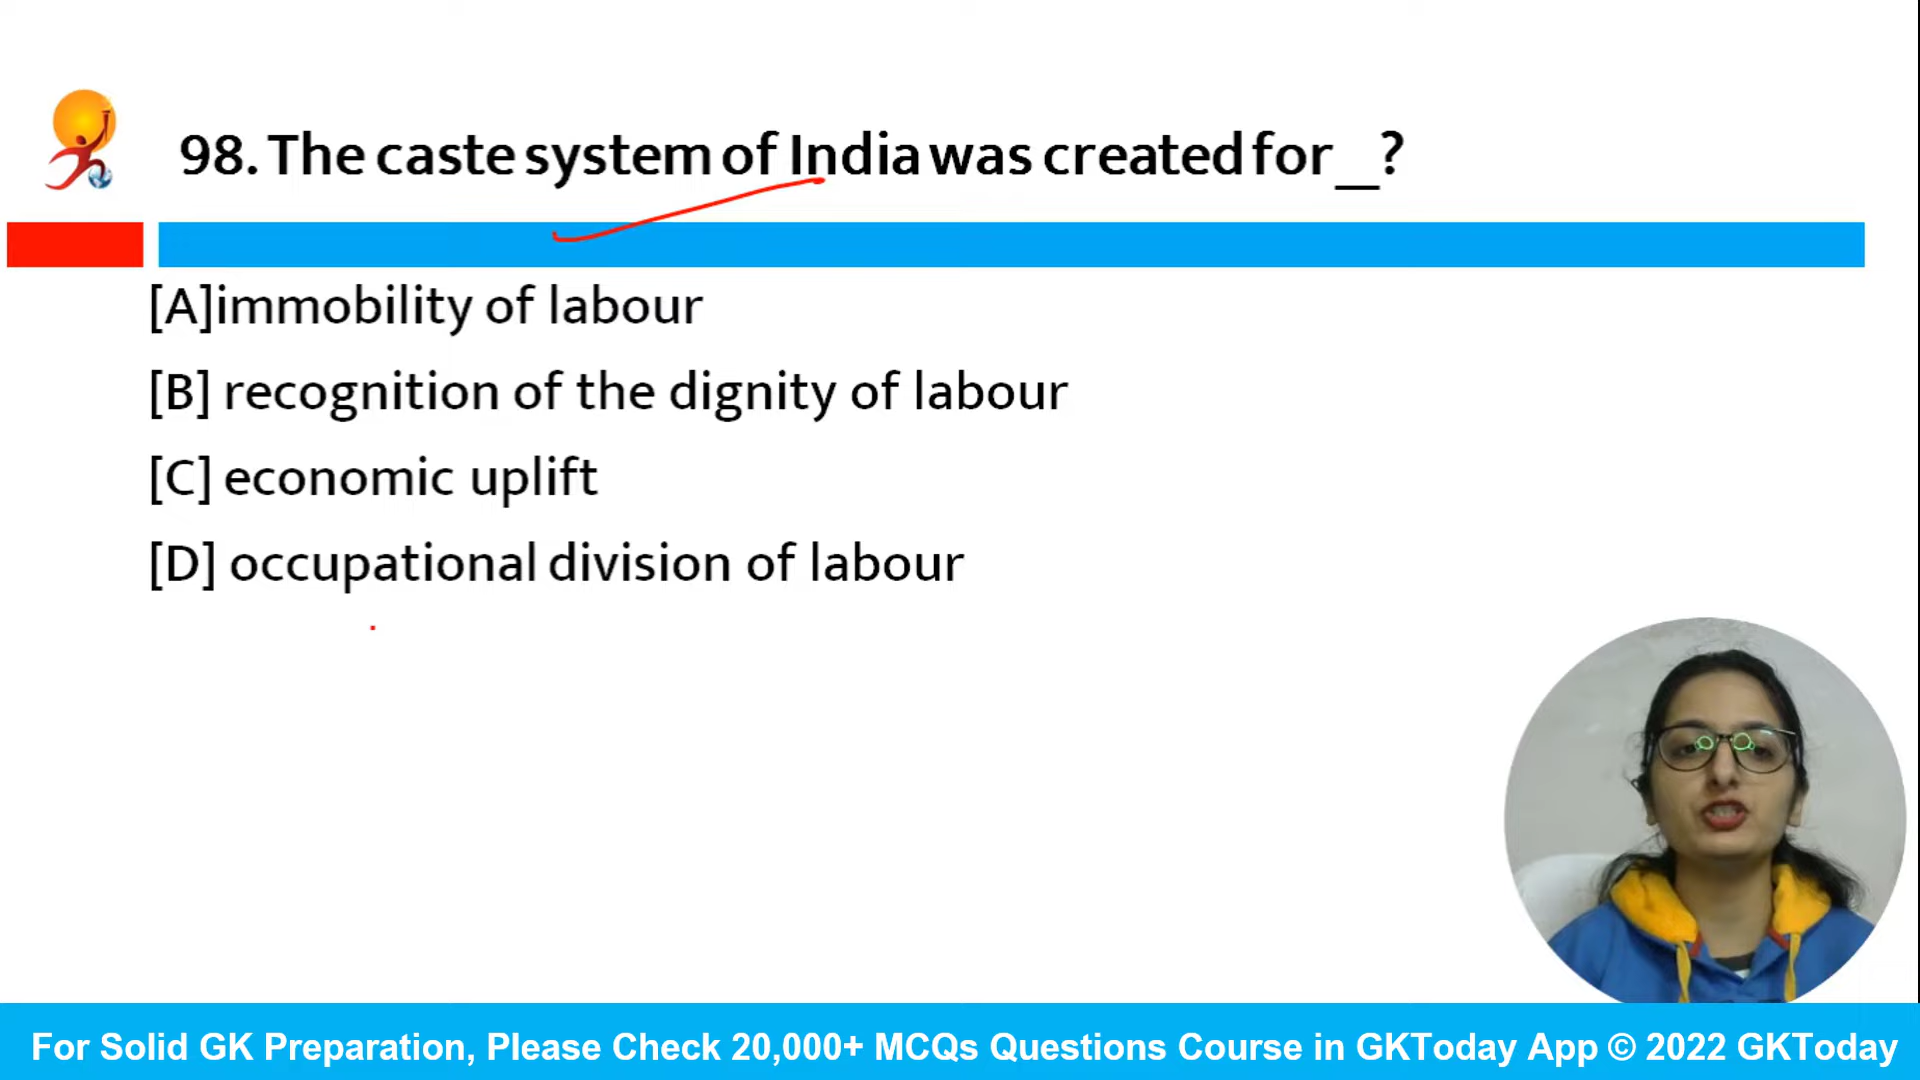 98. The caste system of India was created for__?
[A]immobility of labour
[B] recognition of the dignity of labour
[C] economic uplift
[D] occupational division of labour
For Solid GK Preparation, Please Check 20,000+ MCQs Questions Course in GKToday App © 2022 GKToday